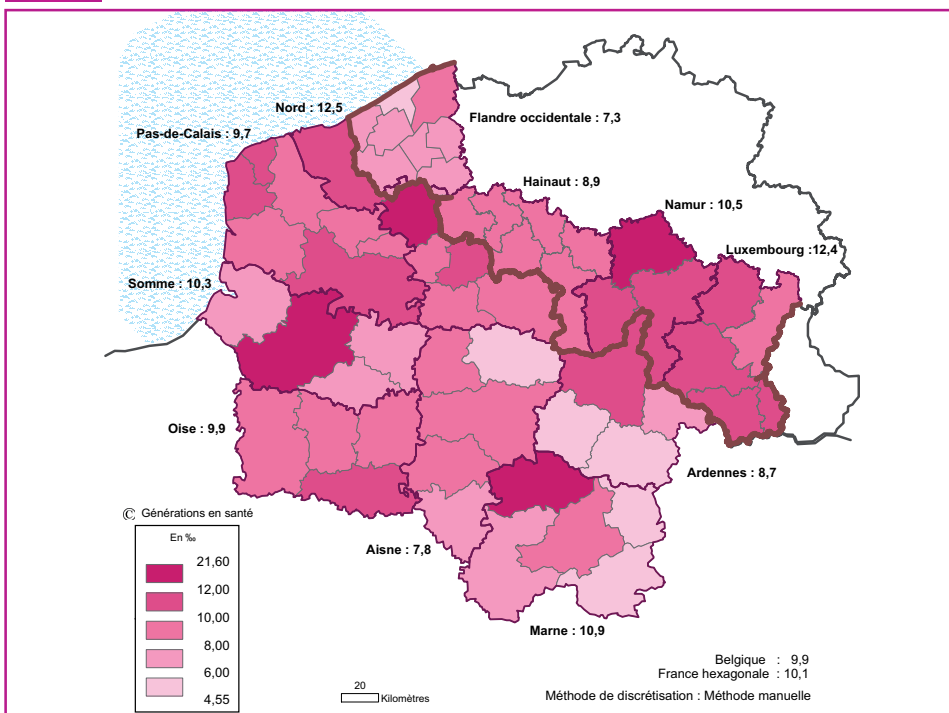 Nord : 12,5
Flandre occidentale : 7,3
Pas-de-Calais : 9,7
Hainaut : 8,9
Namur : 10,5
Luxembourg :12,4
Somme : 10,3
Oise : 9,9
Ardennes : 8,7
© Générations en santé
En ‰
21,60
12,00
10,00
8,00
6,00
4,55
Aisne : 7,8
Marne : 10,9
Belgique : 9,9
France hexagonale : 10,1
20
Kilomètres
Méthode de discrétisation : Méthode manuelle